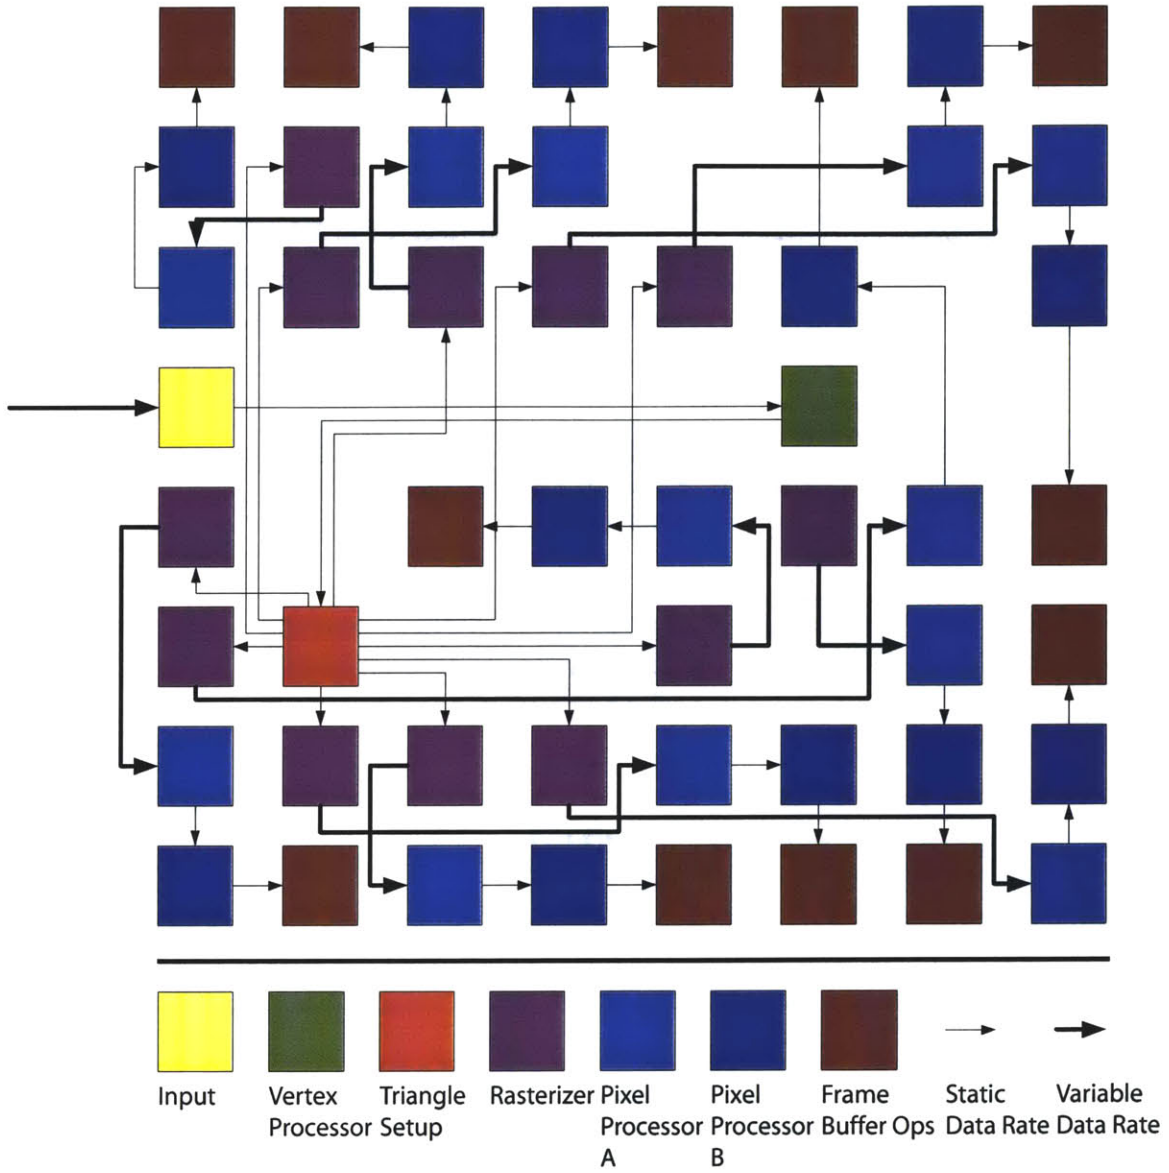 Input Vertex Triangle Rasterizer Pixel Pixel Frame Static Variable
Processor Setup Processor Processor Buffer Ops Data Rate Data Rate
A B